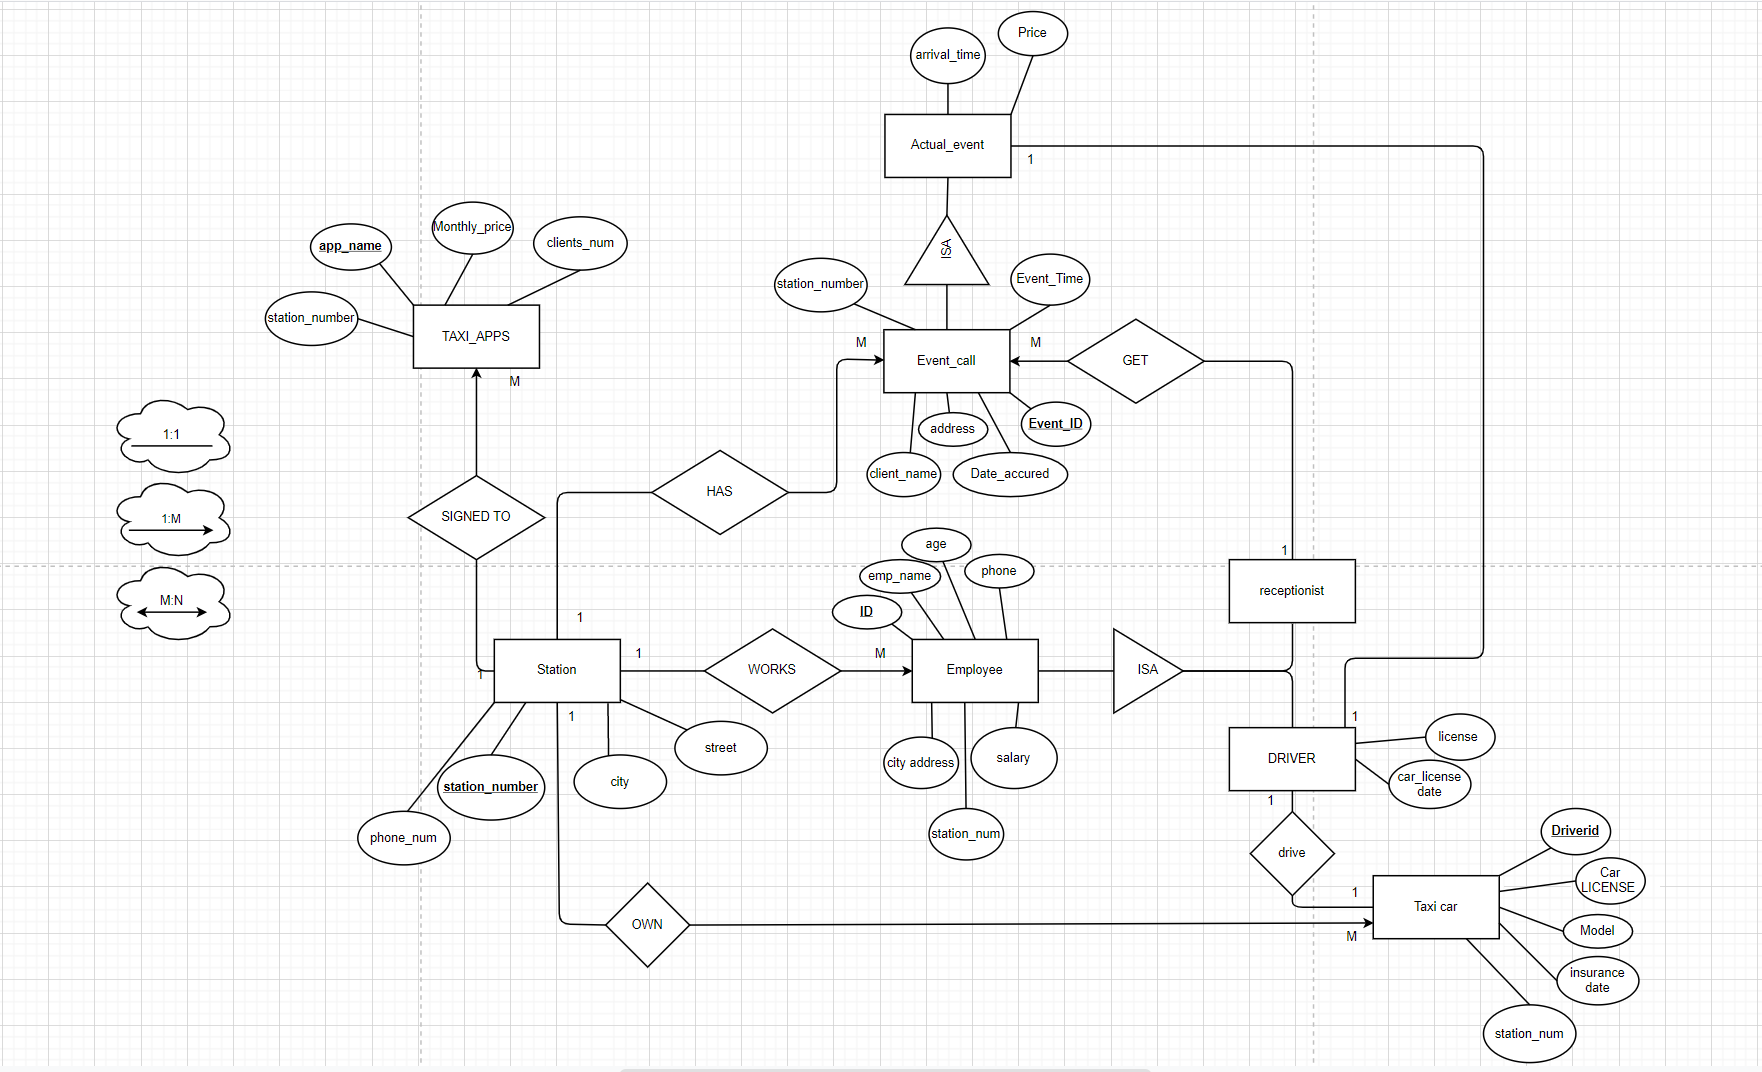 Price
arrival_time
Actual_event
1
ISA
app_name
Monthly_price
clients_num
station_number
TAXI_APPS
M
station_number
Event_Time
M
Event_call
M
GET
address
Event_ID
client_name
Date_accured
1:1
1:M
M:N
SIGNED TO
HAS
1
age
emp_name
phone
ID
1
receptionist
1
Station
1
WORKS
M
Employee
ISA
1
phone_num
station_number
city
street
city address
salary
station_num
1
DRIVER
license
car_license
date
1
drive
1
Taxi car
Driverid
Car
LICENSE
Model
insurance
date
station_num
OWN
M